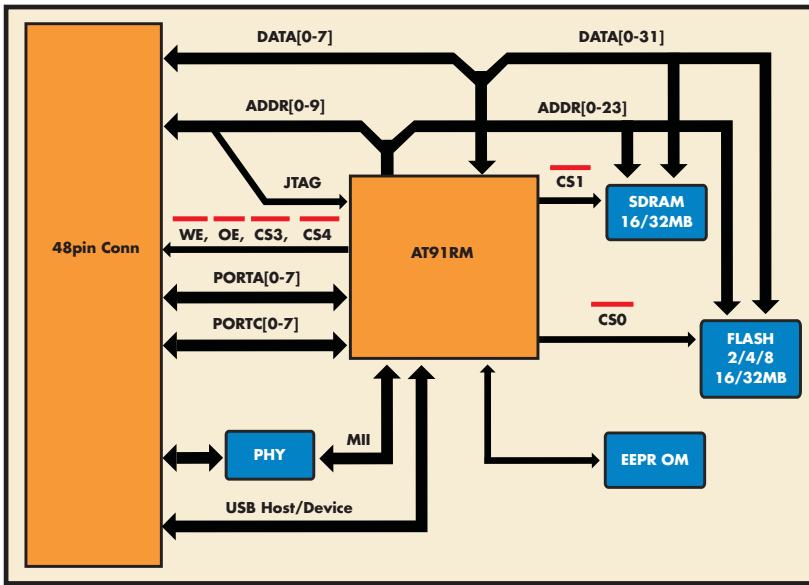 DATA[0-7]
DATA[0-31]
ADDR[0-9]
ADDR[0-23]
JTAG
CS1
SDRAM
16/32MB
WE, OE, CS3, CS4
48pin Conn
AT91RM
PORTA[0-7]
CS0
PORTC[0-7]
FLASH
2/4/8
16/32MB
MII
PHY
EEPR OM
USB Host/Device